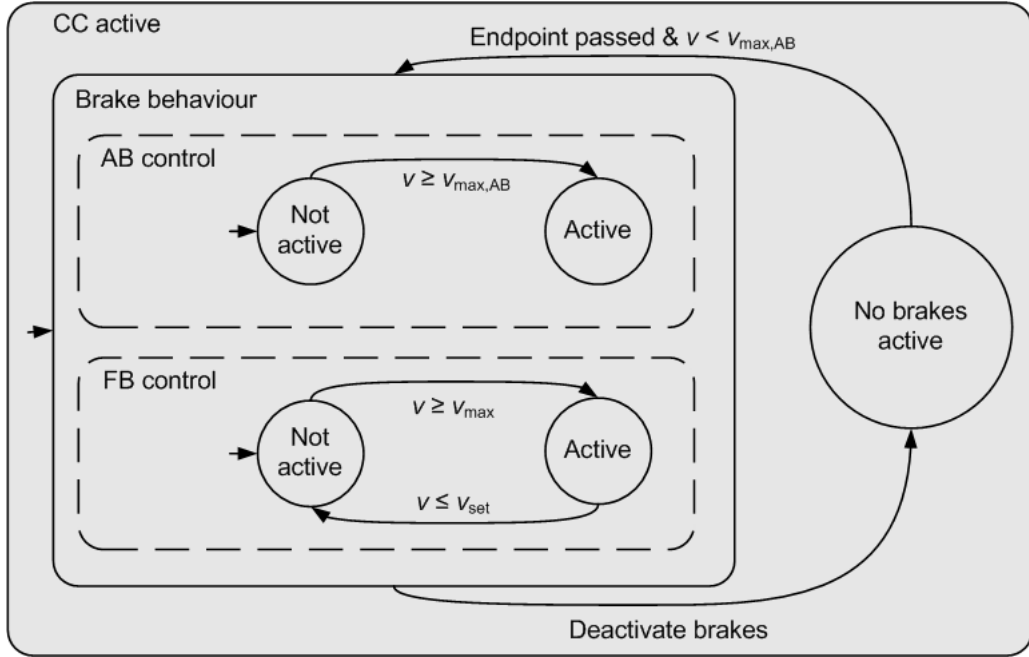 CC active
Endpoint passed & v < vmax,AB
Brake behaviour
AB control
v ≥ vmax,AB
Not
active
Active
No brakes
active
FB control
v ≥ vmax
Not
active
Active
v ≤ vset
Deactivate brakes